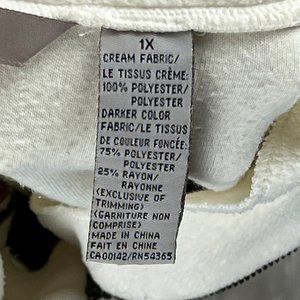 1X
CREAM FABRIC/
LE TISSUS CRÈME:
100% POLYESTER/
POLYESTER
DARKER COLOR
FABRIC/LE TISSUS
DE COULEUR FONCÉE:
75% POLYESTER/
POLYESTER
25% RAYON/
RAYONNE
(EXCLUSIVE OF
TRIMMING)
(GARNITURE NON
COMPRISE)
MADE IN CHINA
FAIT EN CHINE
CA00142/RN54365